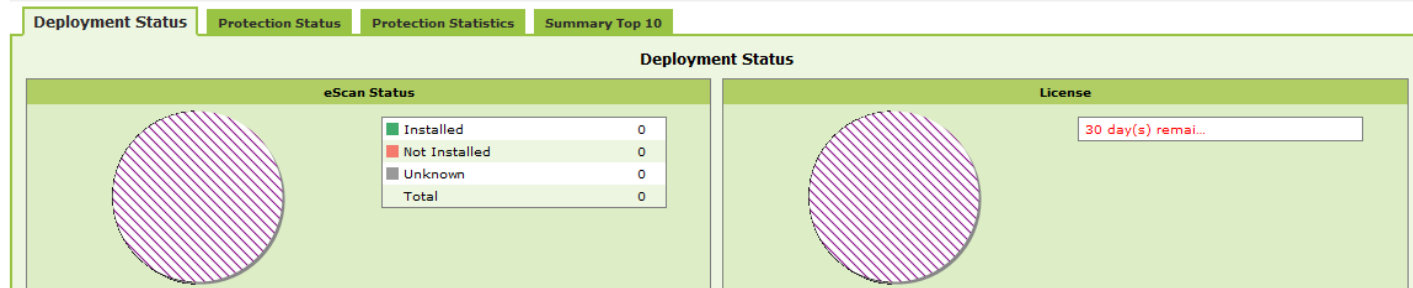 Deployment Status Protection Status Protection Statistics Summary Top 10
Deployment Status
eScan Status
Installed 0
Not Installed 0
Unknown 0
Total 0
License
30 day(s) remai...